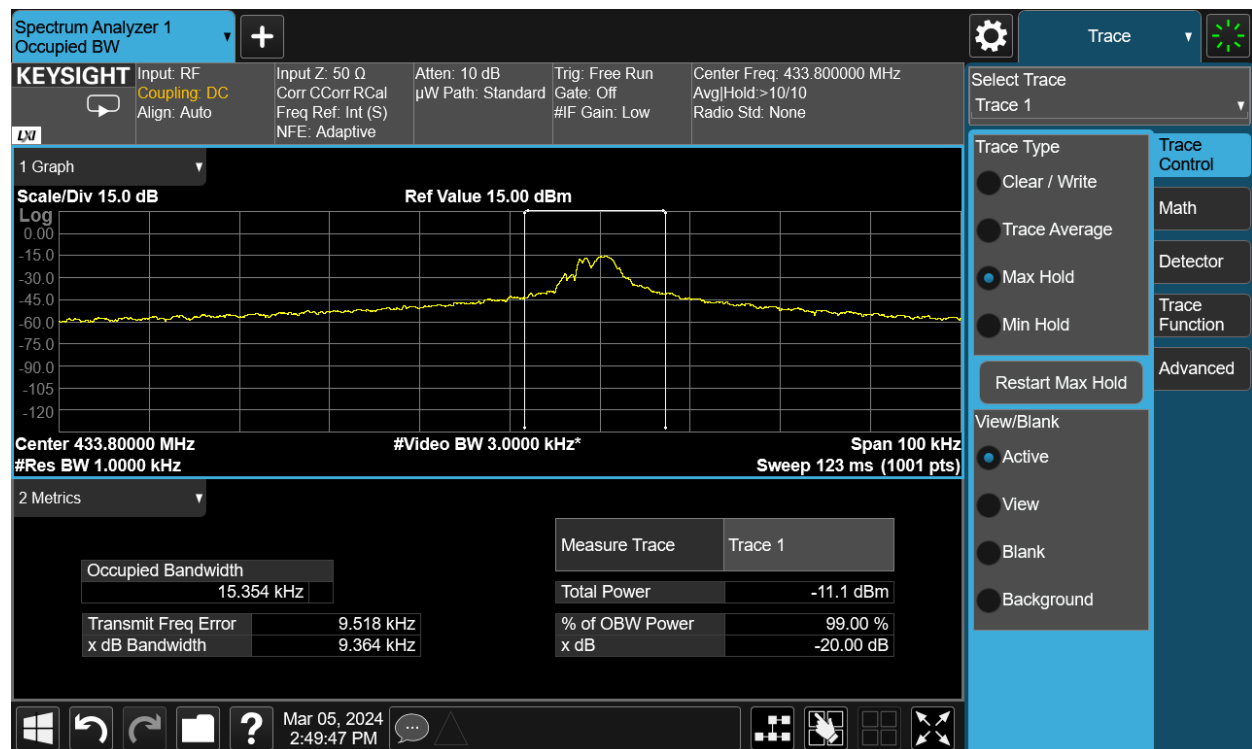 Spectrum Analyzer 1
Occupied BW
+
Trace
KEYSIGHT
LXI
Input: RF
Coupling: DC
Align: Auto
Input Z: 50 Ω
Corr CCorr RCal
Freq Ref: Int (S)
NFE: Adaptive
Atten: 10 dB
µW Path: Standard
Trig: Free Run
Gate: Off
#IF Gain: Low
Center Freq: 433.800000 MHz
Avg|Hold:>10/10
Radio Std: None
Select Trace
Trace 1
1 Graph
Scale/Div 15.0 dB
Ref Value 15.00 dBm
Log
0.00
-15.0
-30.0
-45.0
-60.0
-75.0
-90.0
-105
-120
Center 433.80000 MHz
#Video BW 3.0000 kHz*
Span 100 kHz
#Res BW 1.0000 kHz
Sweep 123 ms (1001 pts)
2 Metrics
Measure Trace Trace 1
Occupied Bandwidth
15.354 kHz
Total Power -11.1 dBm
Transmit Freq Error 9.518 kHz
% of OBW Power 99.00 %
x dB Bandwidth 9.364 kHz
x dB -20.00 dB
Trace Type
Clear / Write
Trace Average
Max Hold
Min Hold
Restart Max Hold
View/Blank
Active
View
Blank
Background
Trace
Control
Math
Detector
Trace
Function
Advanced
?
Mar 05, 2024
2:49:47 PM